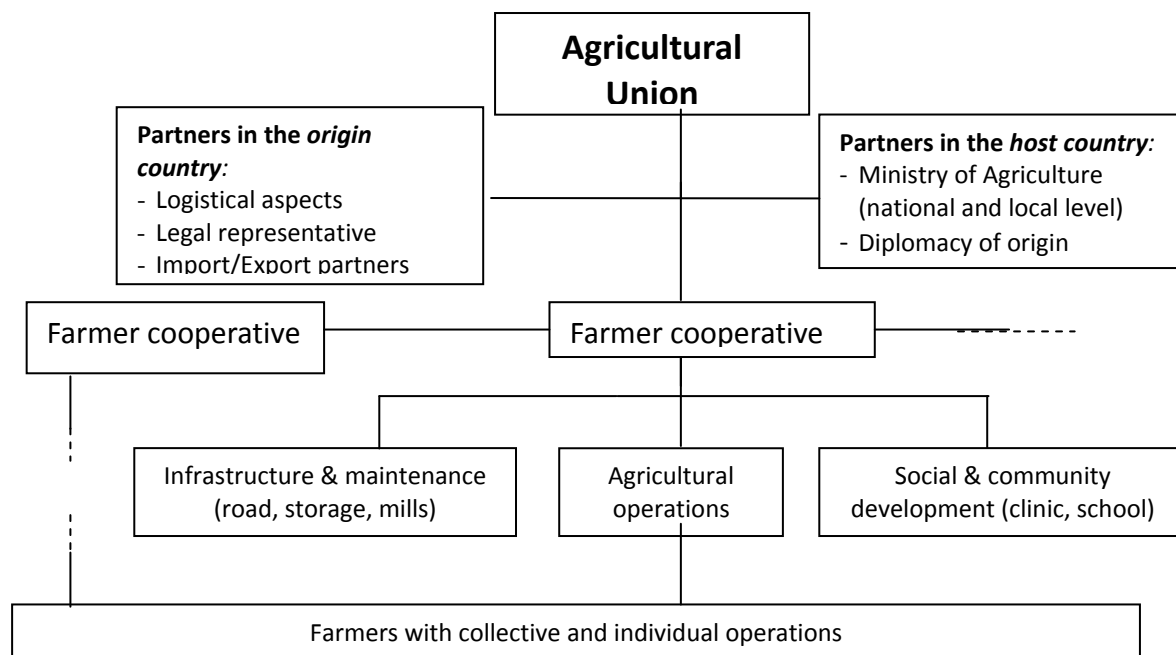 Agricultural
Union
Partners in the origin
country:
- Logistical aspects
- Legal representative
- Import/Export partners
Partners in the host country:
- Ministry of Agriculture
(national and local level)
- Diplomacy of origin
Farmer cooperative
Farmer cooperative
Infrastructure & maintenance
(road, storage, mills)
Agricultural
operations
Social & community
development (clinic, school)
Farmers with collective and individual operations